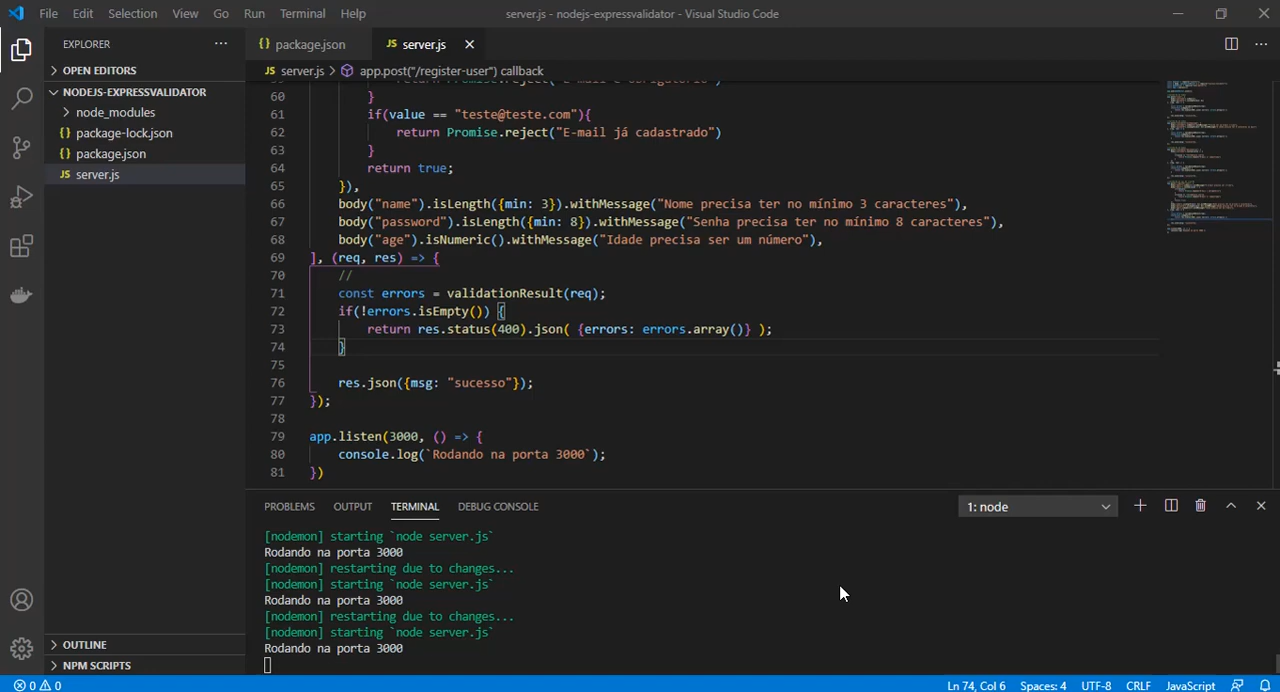 File Edit Selection View Go Run Terminal Help server.js - nodejs-expressvalidator - Visual Studio Code
EXPLORER ...
{} package.json JS server.js
OPEN EDITORS
JS server.js > app.post("/register-user") callback
NODEJS-EXPRESSVALIDATOR
node_modules
{} package-lock.json
{} package.json
JS server.js
60 }
61 if(value == "teste@teste.com"){
62 return Promise.reject("E-mail já cadastrado")
63 }
64 return true;
65 }),
66 body("name").isLength({min: 3}).withMessage("Nome precisa ter no mínimo 3 caracteres"),
67 body("password").isLength({min: 8}).withMessage("Senha precisa ter no mínimo 8 caracteres"),
68 body("age").isNumeric().withMessage("Idade precisa ser um número"),
69 ], (req, res) => {
70 //
71 const errors = validationResult(req);
72 if(!errors.isEmpty()) {
73 return res.status(400).json( {errors: errors.array()} );
74 }
75
76 res.json({msg: "sucesso"});
77 });
78
79 app.listen(3000, () => {
80 console.log(`Rodando na porta 3000`);
81 })
PROBLEMS OUTPUT TERMINAL DEBUG CONSOLE 1: node
[nodemon] starting `node server.js`
Rodando na porta 3000
[nodemon] restarting due to changes...
[nodemon] starting `node server.js`
Rodando na porta 3000
[nodemon] restarting due to changes...
[nodemon] starting `node server.js`
Rodando na porta 3000
OUTLINE
NPM SCRIPTS
0 0 Ln 74, Col 6 Spaces: 4 UTF-8 CRLF JavaScript